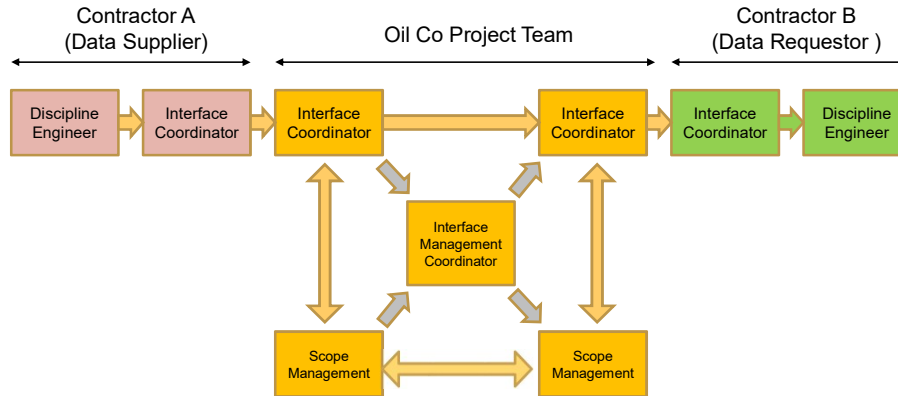 Contractor A
(Data Supplier)
Oil Co Project Team
Contractor B
(Data Requestor )
Discipline
Engineer
Interface
Coordinator
Interface
Coordinator
Interface
Coordinator
Interface
Coordinator
Discipline
Engineer
Interface
Management
Coordinator
Scope
Management
Scope
Management